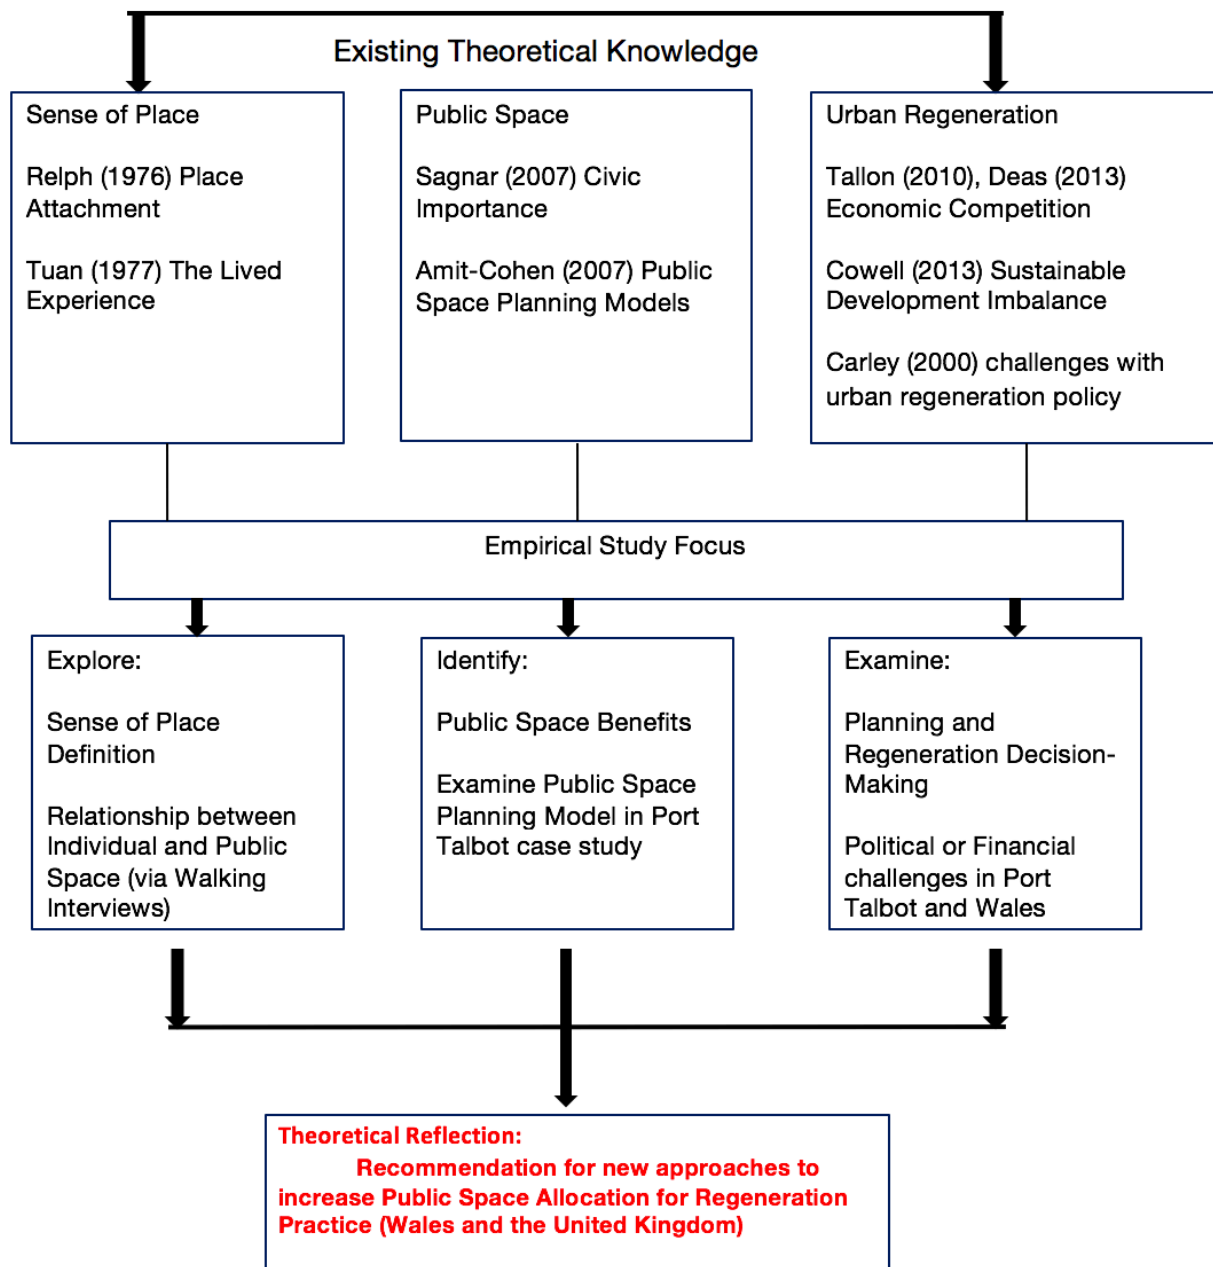 Existing Theoretical Knowledge
Sense of Place
Relph (1976) Place
Attachment
Tuan (1977) The Lived
Experience
Public Space
Sagnar (2007) Civic
Importance
Amit-Cohen (2007) Public
Space Planning Models
Urban Regeneration
Tallon (2010), Deas (2013)
Economic Competition
Cowell (2013) Sustainable
Development Imbalance
Carley (2000) challenges with
urban regeneration policy
Empirical Study Focus
Explore:
Sense of Place
Definition
Relationship between
Individual and Public
Space (via Walking
Interviews)
Identify:
Public Space Benefits
Examine Public Space
Planning Model in Port
Talbot case study
Examine:
Planning and
Regeneration Decision-
Making
Political or Financial
challenges in Port
Talbot and Wales
Theoretical Reflection:
Recommendation for new approaches to
increase Public Space Allocation for Regeneration
Practice (Wales and the United Kingdom)